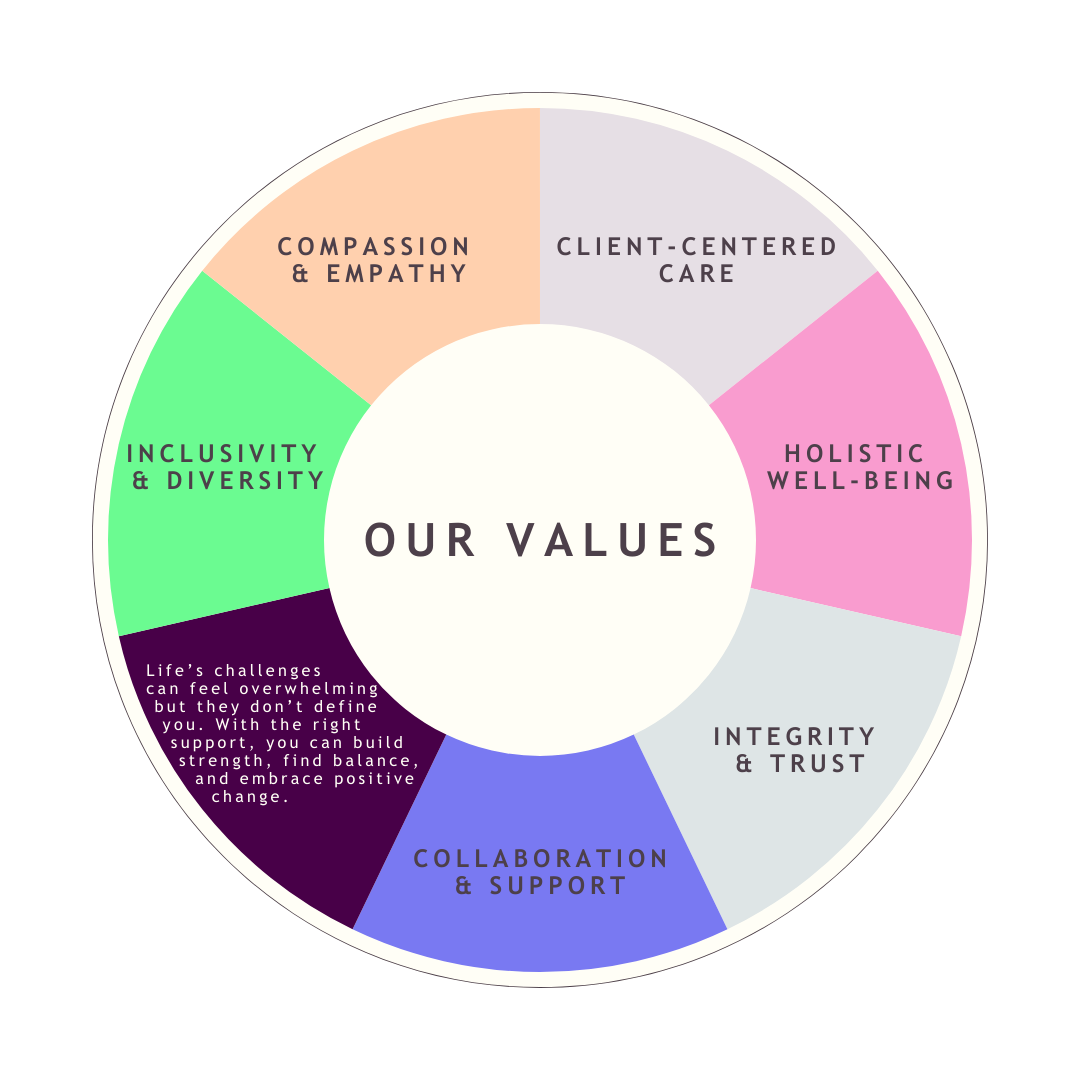 COMPASSION
& EMPATHY
CLIENT-CENTERED
CARE
INCLUSIVITY
& DIVERSITY
HOLISTIC
WELL-BEING
OUR VALUES
Life’s challenges
can feel overwhelming
but they don’t define
you. With the right
support, you can build
strength, find balance,
and embrace positive
change.
INTEGRITY
& TRUST
COLLABORATION
& SUPPORT